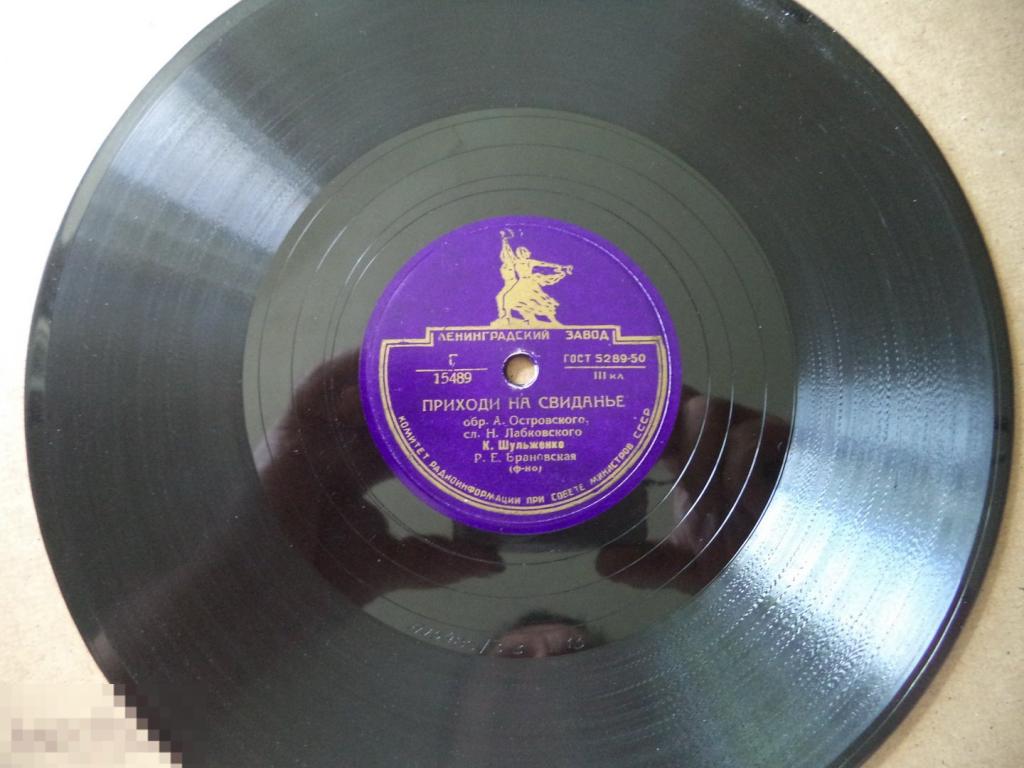 ЛЕНИНГРАДСКИЙ ЗАВОД
Г
15489
ГОСТ 5289-50
III кл
ПРИХОДИ НА СВИДАНЬЕ
обр. А. Островского,
сл. Н. Лабковского
К. Шульженко
Р. Е. Брановская
(ф-но)
КОМИТЕТ РАДИОИНФОРМАЦИИ ПРИ СОВЕТЕ МИНИСТРОВ СССР